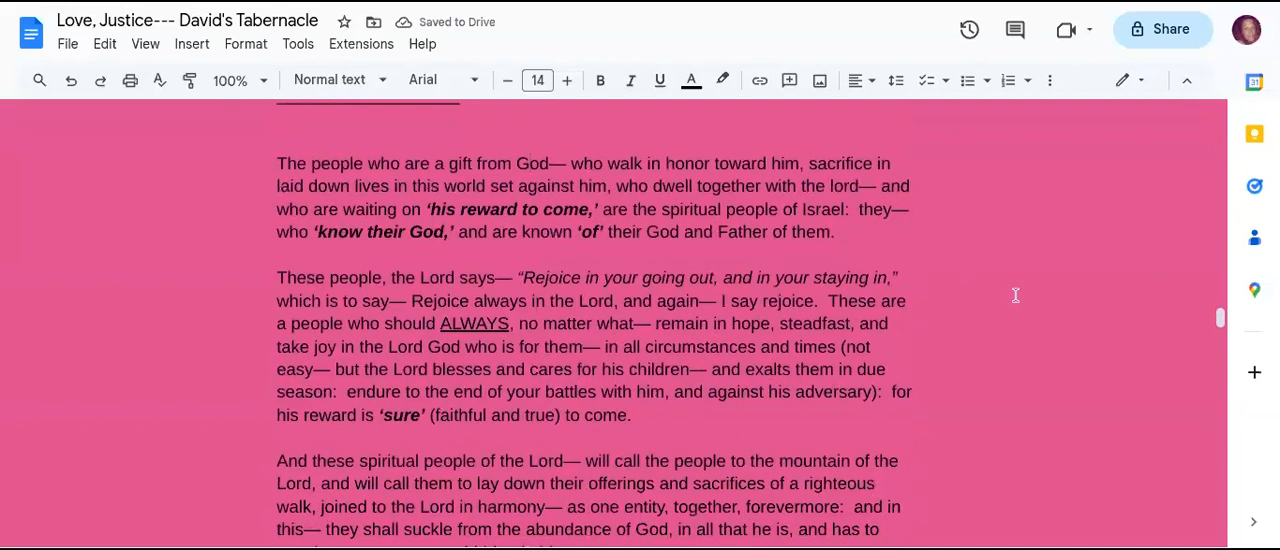 Love, Justice--- David's Tabernacle
Saved to Drive
File Edit View Insert Format Tools Extensions Help
Share
100% Normal text Arial − 14 + B I U A
31
The people who are a gift from God— who walk in honor toward him, sacrifice in
laid down lives in this world set against him, who dwell together with the lord— and
who are waiting on ‘his reward to come,’ are the spiritual people of Israel:  they—
who ‘know their God,’ and are known ‘of’ their God and Father of them.
These people, the Lord says— “Rejoice in your going out, and in your staying in,”
which is to say— Rejoice always in the Lord, and again— I say rejoice.  These are
a people who should ALWAYS, no matter what— remain in hope, steadfast, and
take joy in the Lord God who is for them— in all circumstances and times (not
easy— but the Lord blesses and cares for his children— and exalts them in due
season:  endure to the end of your battles with him, and against his adversary):  for
his reward is ‘sure’ (faithful and true) to come.
And these spiritual people of the Lord— will call the people to the mountain of the
Lord, and will call them to lay down their offerings and sacrifices of a righteous
walk, joined to the Lord in harmony— as one entity, together, forevermore:  and in
this— they shall suckle from the abundance of God, in all that he is, and has to